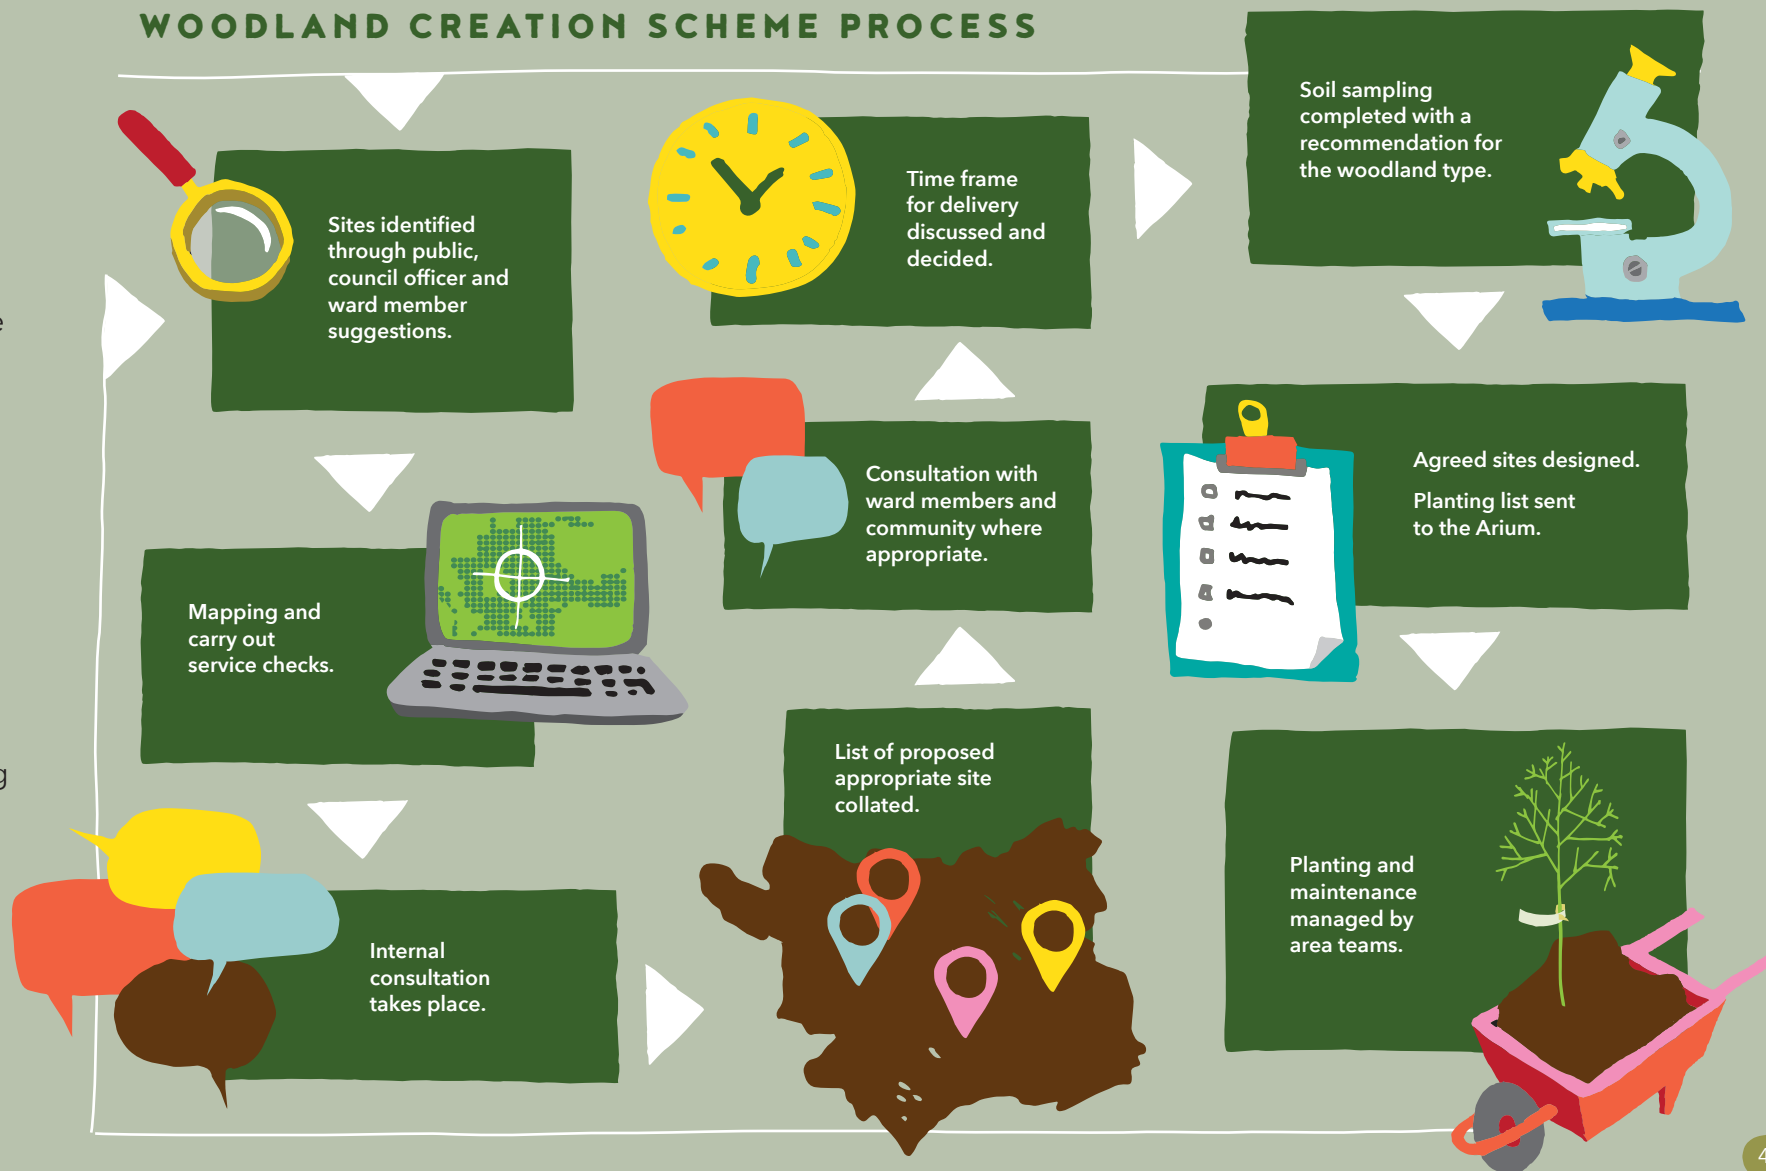 WOODLAND CREATION SCHEME PROCESS
Sites identified
through public,
council officer and
ward member
suggestions.
Mapping and
carry out
service checks.
Internal
consultation
takes place.
List of proposed
appropriate site
collated.
Consultation with
ward members and
community where
appropriate.
Time frame
for delivery
discussed and
decided.
Soil sampling
completed with a
recommendation for
the woodland type.
Agreed sites designed.
Planting list sent
to the Arium.
Planting and
maintenance
managed by
area teams.